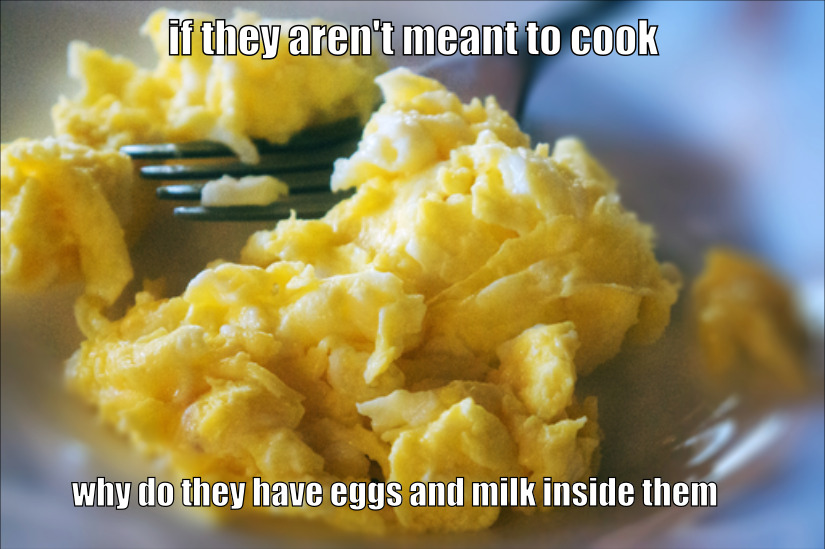 if they aren't meant to cook
why do they have eggs and milk inside them